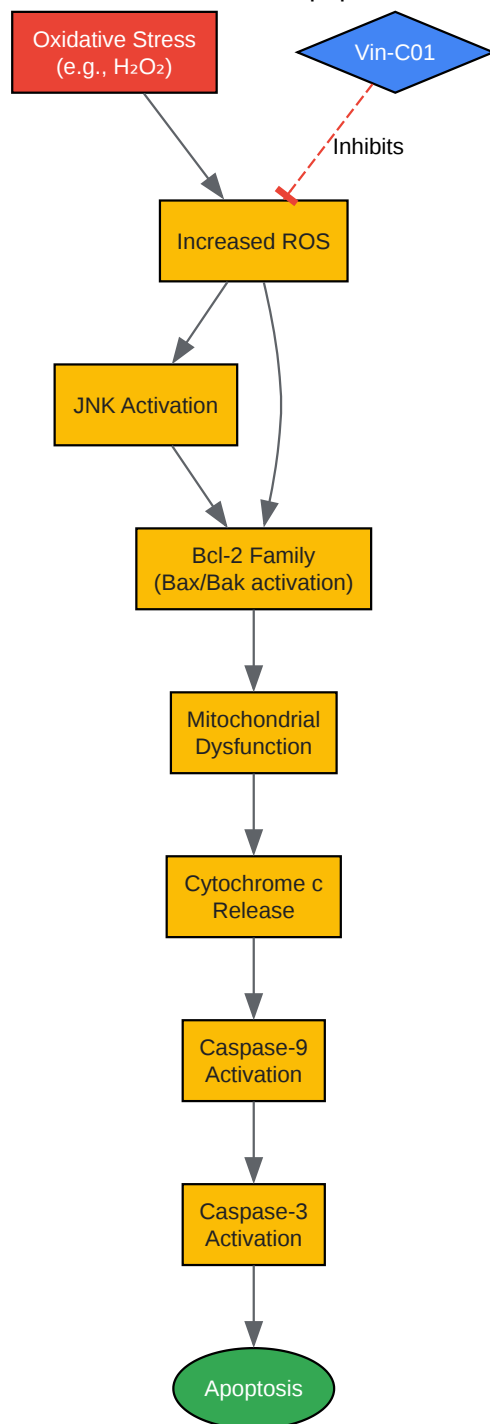 Oxidative Stress
(e.g., H₂O₂)
Vin-C01
Inhibits
Increased ROS
JNK Activation
Bcl-2 Family
(Bax/Bak activation)
Mitochondrial
Dysfunction
Cytochrome c
Release
Caspase-9
Activation
Caspase-3
Activation
Apoptosis